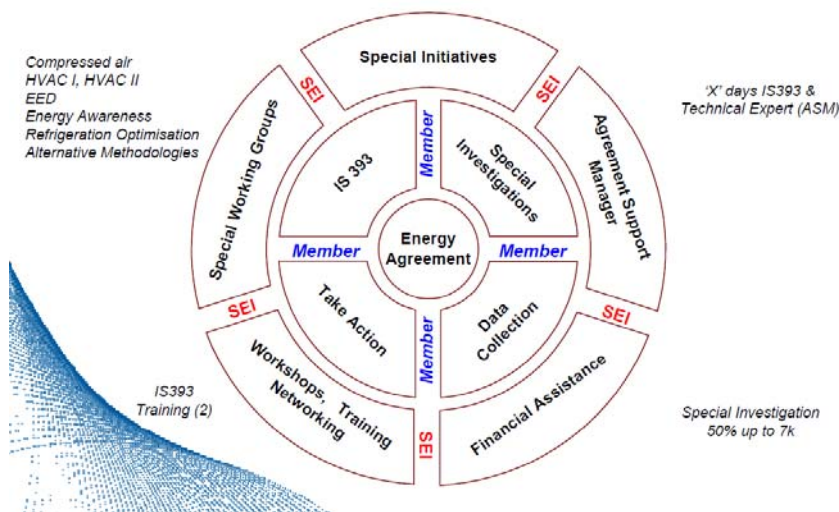 Special Initiatives
Compressed air
HVAC I, HVAC II
EED
Energy Awareness
Refrigeration Optimisation
Alternative Methodologies
SEI
SEI
'X' days IS393 &
Technical Expert (ASM)
Special Working Groups
IS 393
Member
Special
Investigations
Agreement Support
Manager
Member
Energy
Agreement
Member
SEI
Take Action
Member
Data
Collection
SEI
IS393
Training (2)
Workshops, Training
Networking
SEI
Financial Assistance
Special Investigation
50% up to 7k